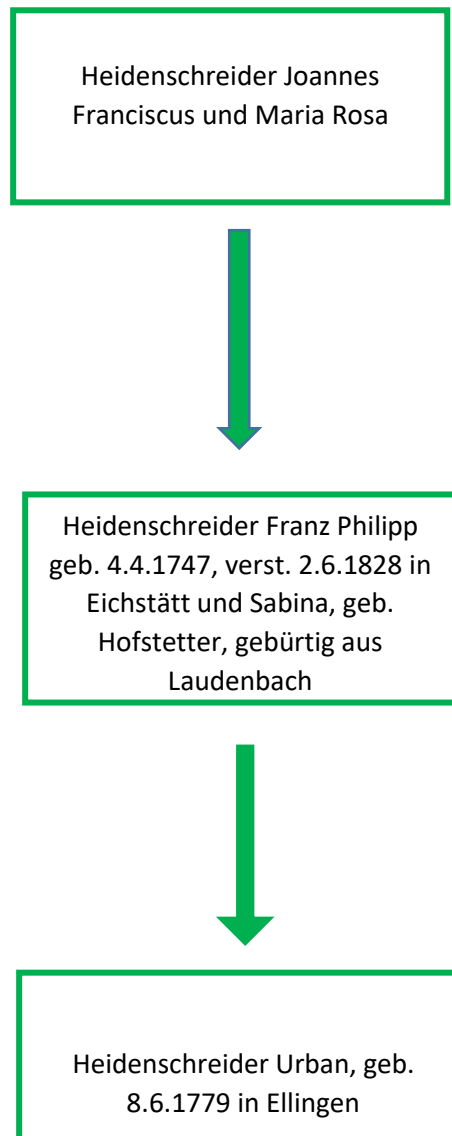 Heidenschreider Joannes
Franciscus und Maria Rosa
Heidenschreider Franz Philipp
geb. 4.4.1747, verst. 2.6.1828 in
Eichstätt und Sabina, geb.
Hofstetter, gebürtig aus
Laudenbach
Heidenschreider Urban, geb.
8.6.1779 in Ellingen